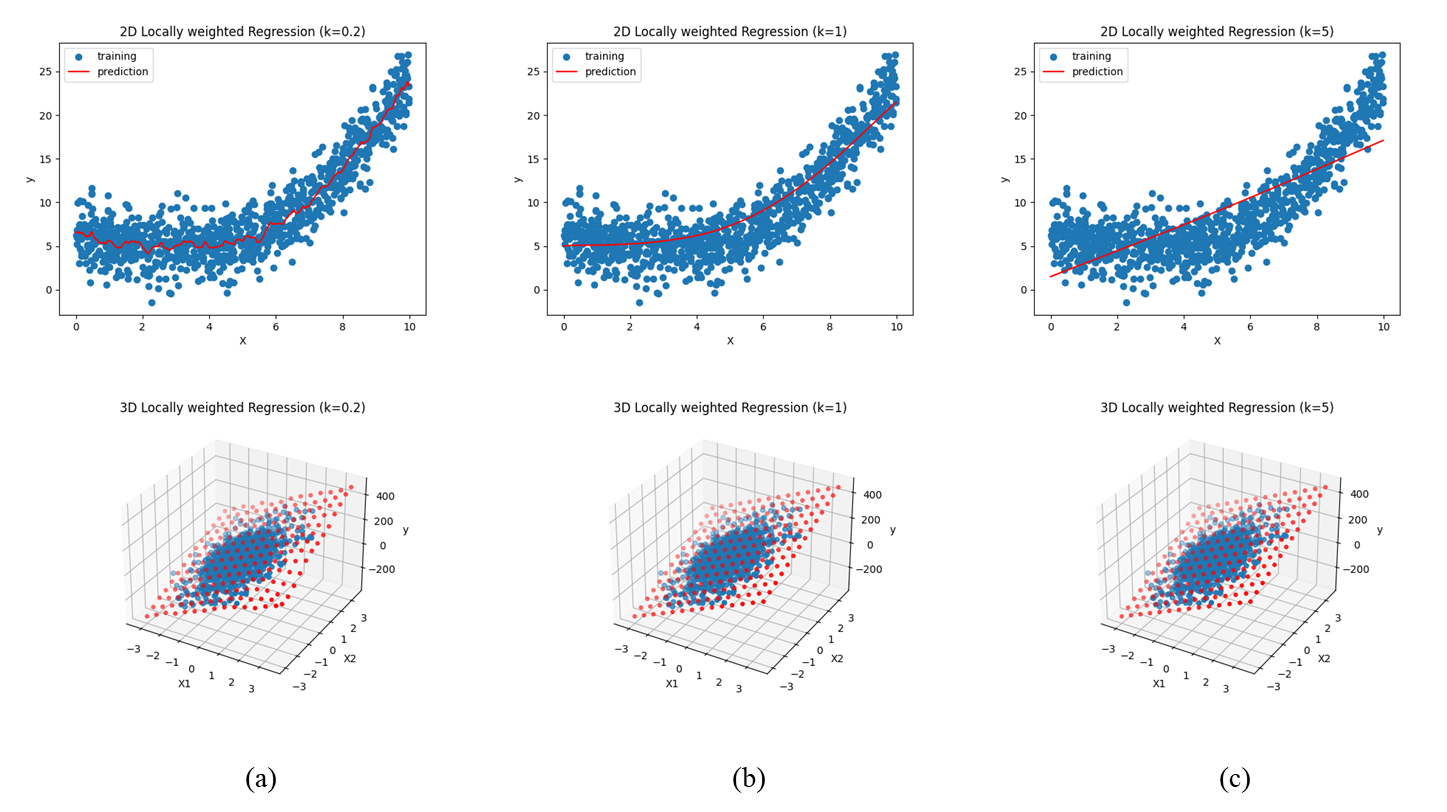 2D Locally weighted Regression (k=0.2)
training
prediction
25
20
15
10
5
0
y
0 2 4 6 8 10
X
2D Locally weighted Regression (k=1)
training
prediction
25
20
15
10
5
0
y
0 2 4 6 8 10
X
2D Locally weighted Regression (k=5)
training
prediction
25
20
15
10
5
0
y
0 2 4 6 8 10
X
3D Locally weighted Regression (k=0.2)
400
200
0
−200
y
−3 −2 −1 0 1 2 3
X1
−3 −2 −1 0 1 2 3
X2
3D Locally weighted Regression (k=1)
400
200
0
−200
y
−3 −2 −1 0 1 2 3
X1
−3 −2 −1 0 1 2 3
X2
3D Locally weighted Regression (k=5)
400
200
0
−200
y
−3 −2 −1 0 1 2 3
X1
−3 −2 −1 0 1 2 3
X2
(a)
(b)
(c)